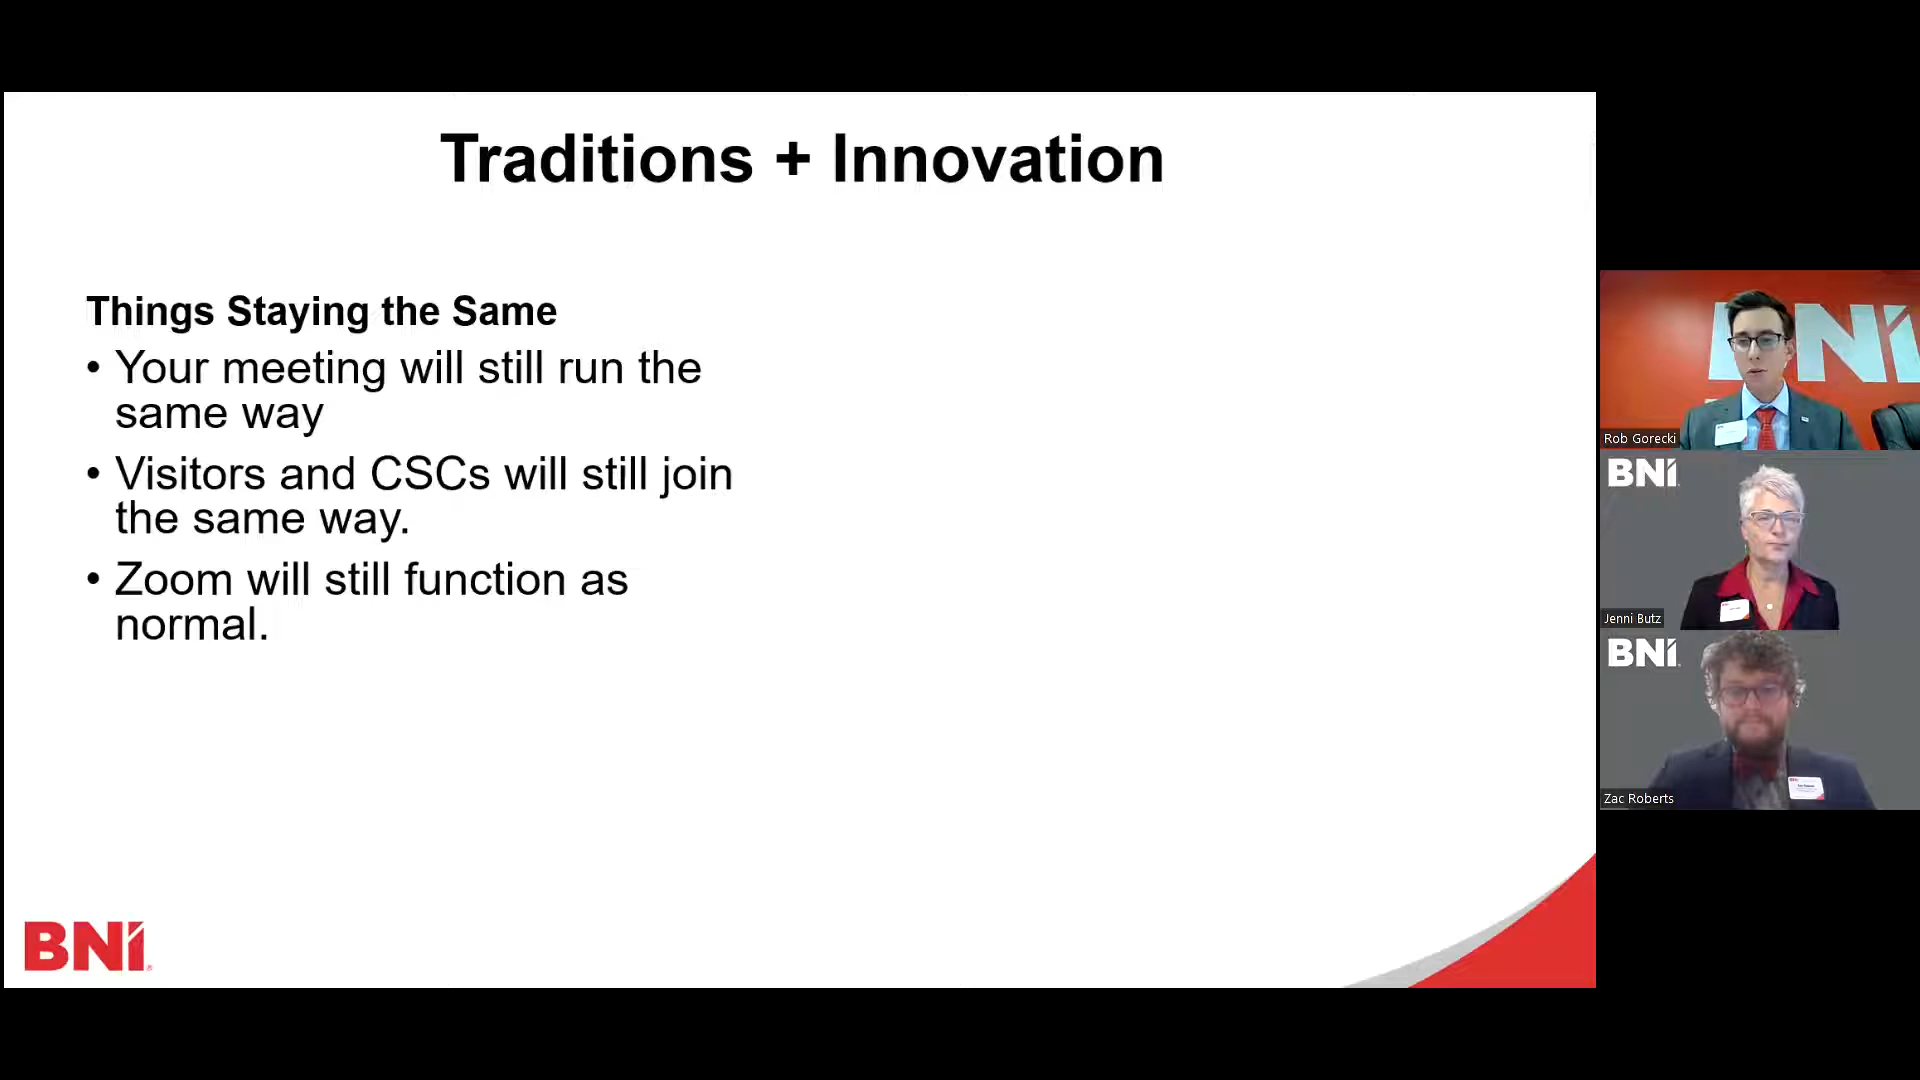 Traditions + Innovation
Things Staying the Same
• Your meeting will still run the
same way
• Visitors and CSCs will still join
the same way.
• Zoom will still function as
normal.
BNI
BNI
Rob Gorecki
BNI
Jenni Butz
BNI
Zac Roberts